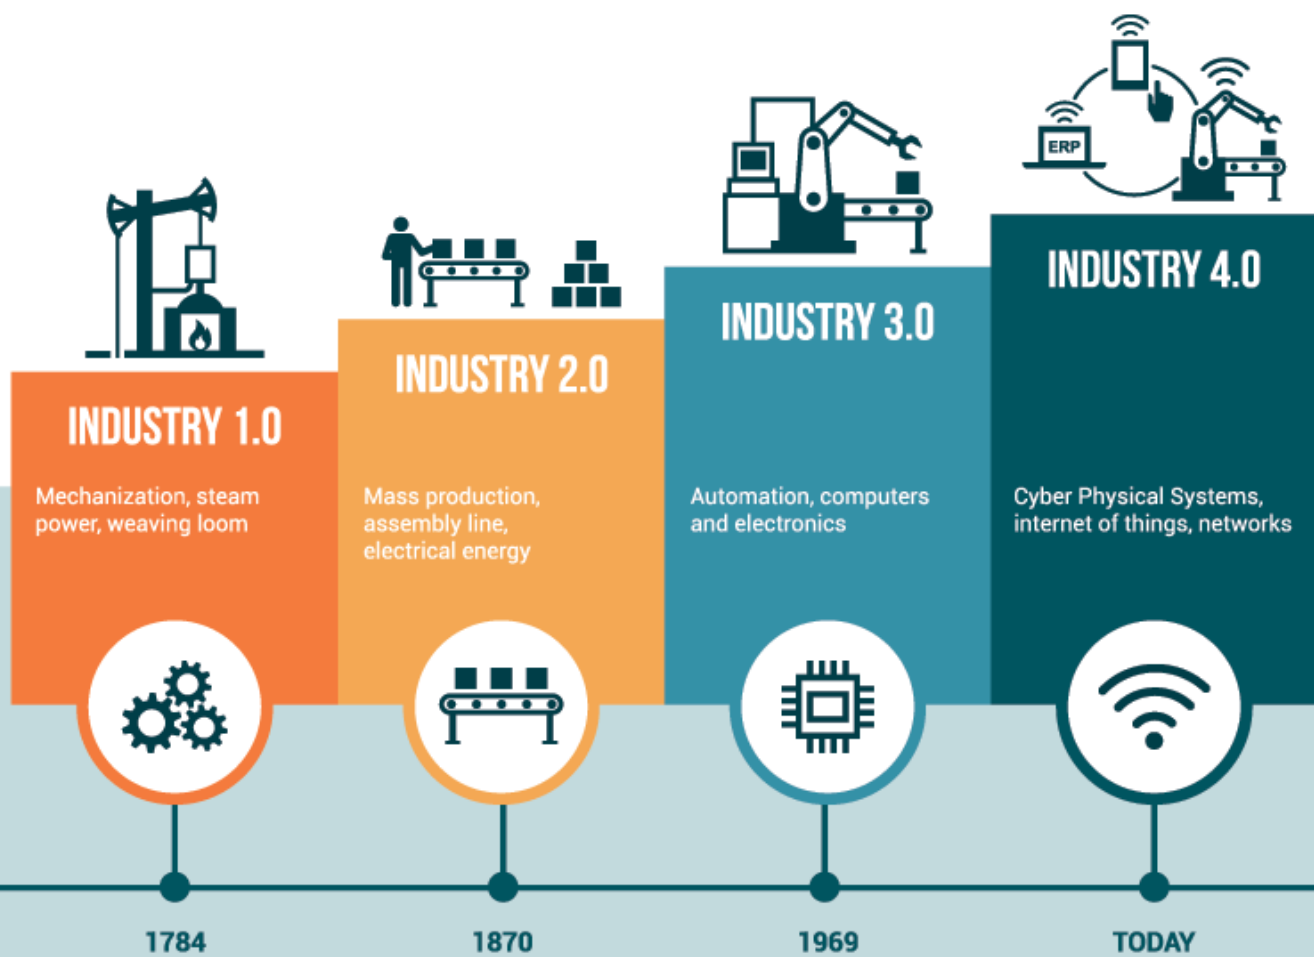 ERP
INDUSTRY 1.0
Mechanization, steam
power, weaving loom
INDUSTRY 2.0
Mass production,
assembly line,
electrical energy
INDUSTRY 3.0
Automation, computers
and electronics
INDUSTRY 4.0
Cyber Physical Systems,
internet of things, networks
1784
1870
1969
TODAY